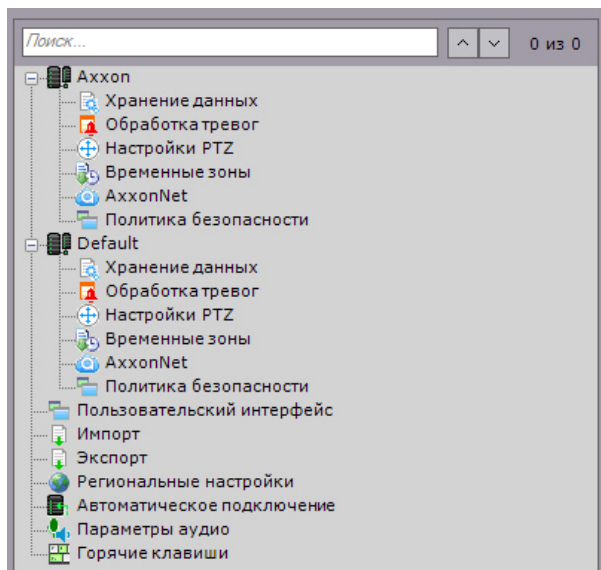 Поиск...
0 из 0
Axxon
Хранение данных
Обработка тревог
Настройки PTZ
Временные зоны
AxxonNet
Политика безопасности
Default
Хранение данных
Обработка тревог
Настройки PTZ
Временные зоны
AxxonNet
Политика безопасности
Пользовательский интерфейс
Импорт
Экспорт
Региональные настройки
Автоматическое подключение
Параметры аудио
Горячие клавиши